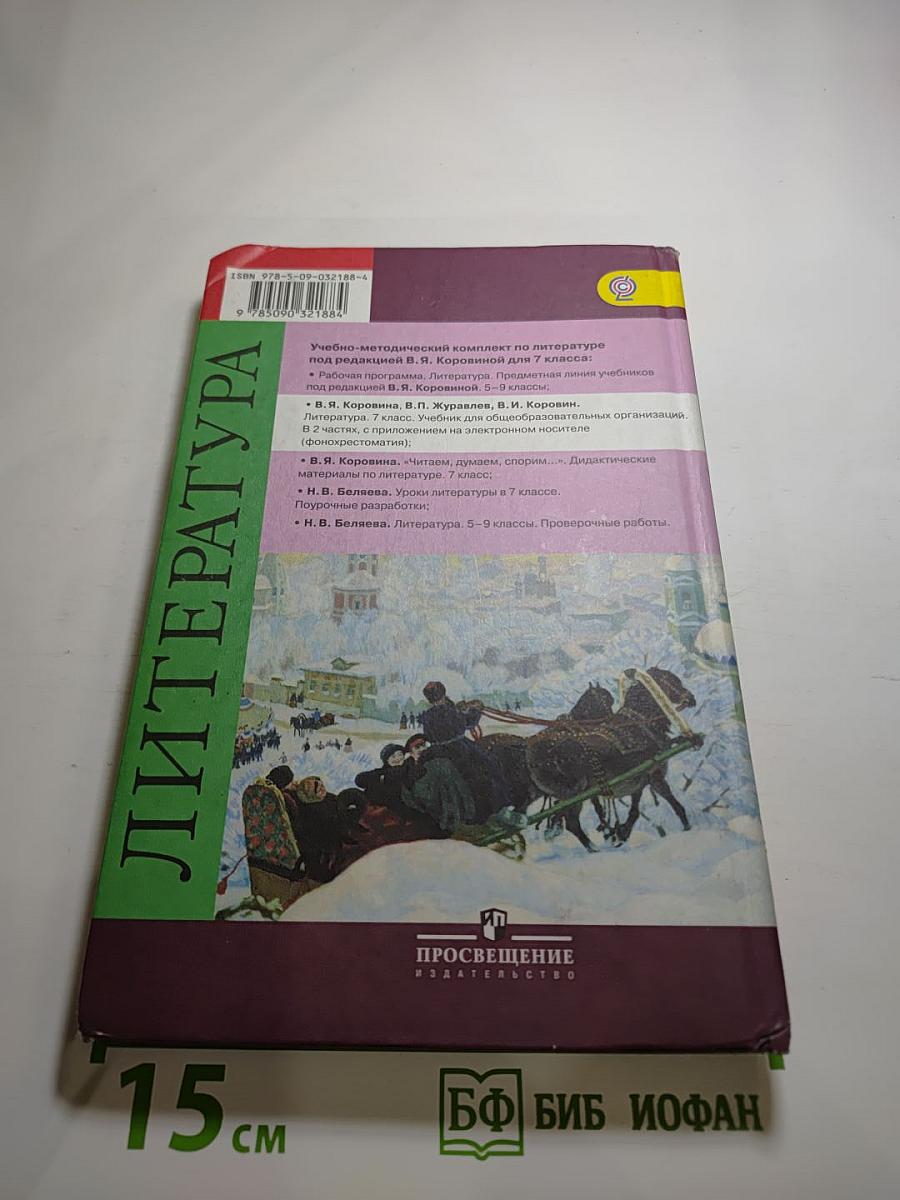 ISBN 978-5-09-032188-4
9 785090 321884
ЛИТЕРАТУРА
Учебно-методический комплект по литературе
под редакцией В.Я. Коровиной для 7 класса:
• Рабочая программа. Литература. Предметная линия учебников
под редакцией В.Я. Коровиной. 5–9 классы;
• В.Я. Коровина, В.П. Журавлев, В.И. Коровин.
Литература. 7 класс. Учебник для общеобразовательных организаций.
В 2 частях, с приложением на электронном носителе
(фонохрестоматия);
• В.Я. Коровина. «Читаем, думаем, спорим...». Дидактические
материалы по литературе. 7 класс;
• Н.В. Беляева. Уроки литературы в 7 классе.
Поурочные разработки;
• Н.В. Беляева. Литература. 5–9 классы. Проверочные работы.
ИП
ПРОСВЕЩЕНИЕ
ИЗДАТЕЛЬСТВО
15 см
БФ БИБ ИОФАН